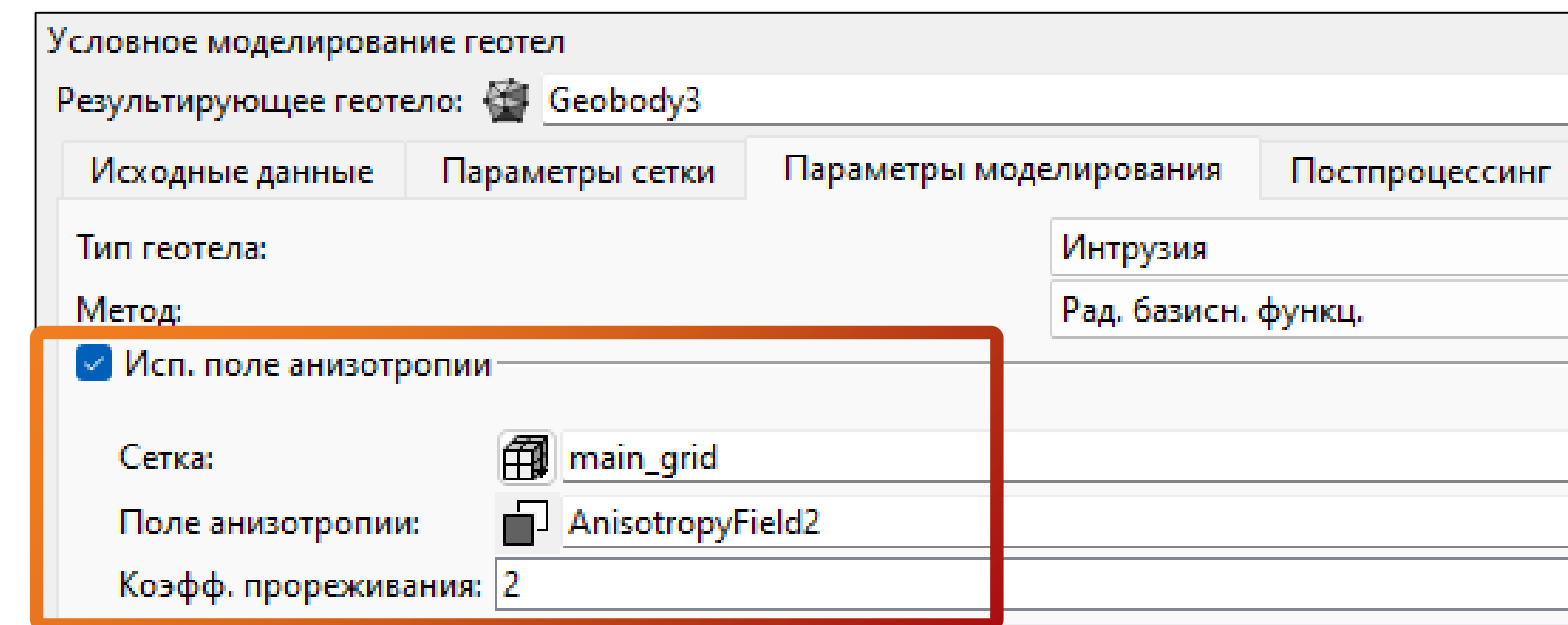 Условное моделирование геотел
Результирующее геотело: Geobody3
Исходные данные Параметры сетки Параметры моделирования Постпроцессинг
Тип геотела: Интрузия
Метод: Рад. базисн. функц.
Исп. поле анизотропии
Сетка: main_grid
Поле анизотропии: AnisotropyField2
Коэфф. прореживания: 2